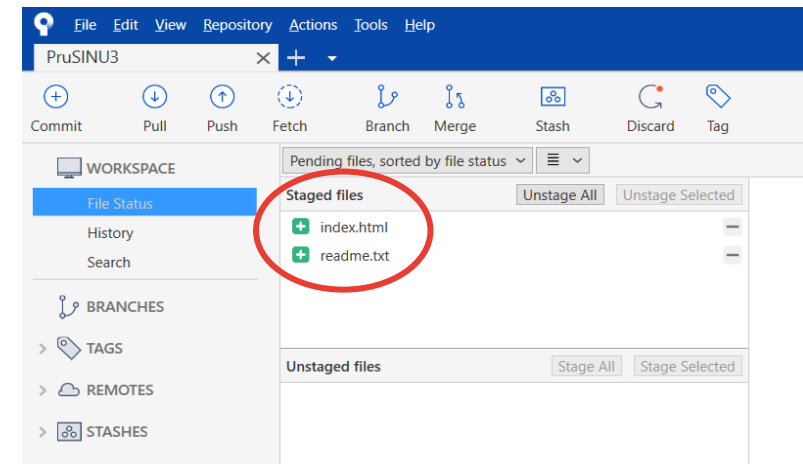 File Edit View Repository Actions Tools Help
PruSINU3
Commit Pull Push Fetch Branch Merge Stash Discard Tag
WORKSPACE
File Status
History
Search
BRANCHES
TAGS
REMOTES
STASHES
Pending files, sorted by file status
Staged files Unstage All Unstage Selected
index.html
readme.txt
Unstaged files Stage All Stage Selected